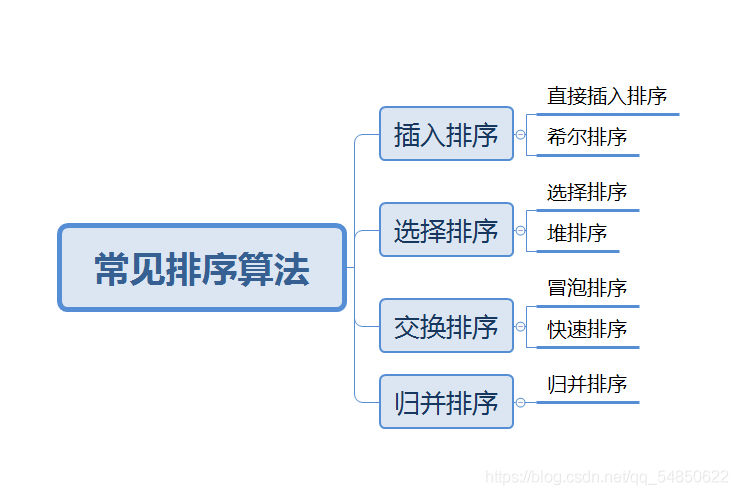 常见排序算法
插入排序
直接插入排序
希尔排序
选择排序
选择排序
堆排序
交换排序
冒泡排序
快速排序
归并排序
归并排序
https://blog.csdn.net/qq_54850622